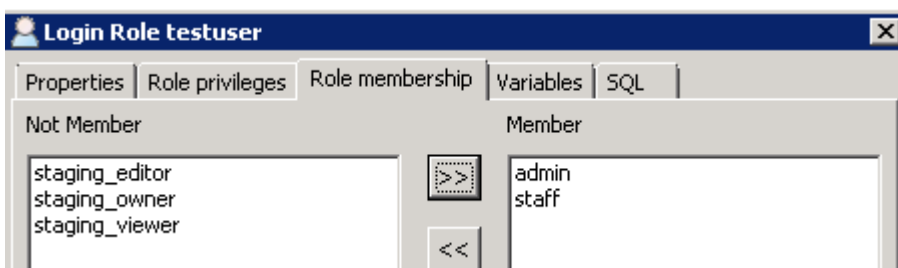 Login Role testuser
Properties Role privileges Role membership Variables SQL
Not Member
Member
staging_editor
staging_owner
staging_viewer
>>
<<
admin
staff